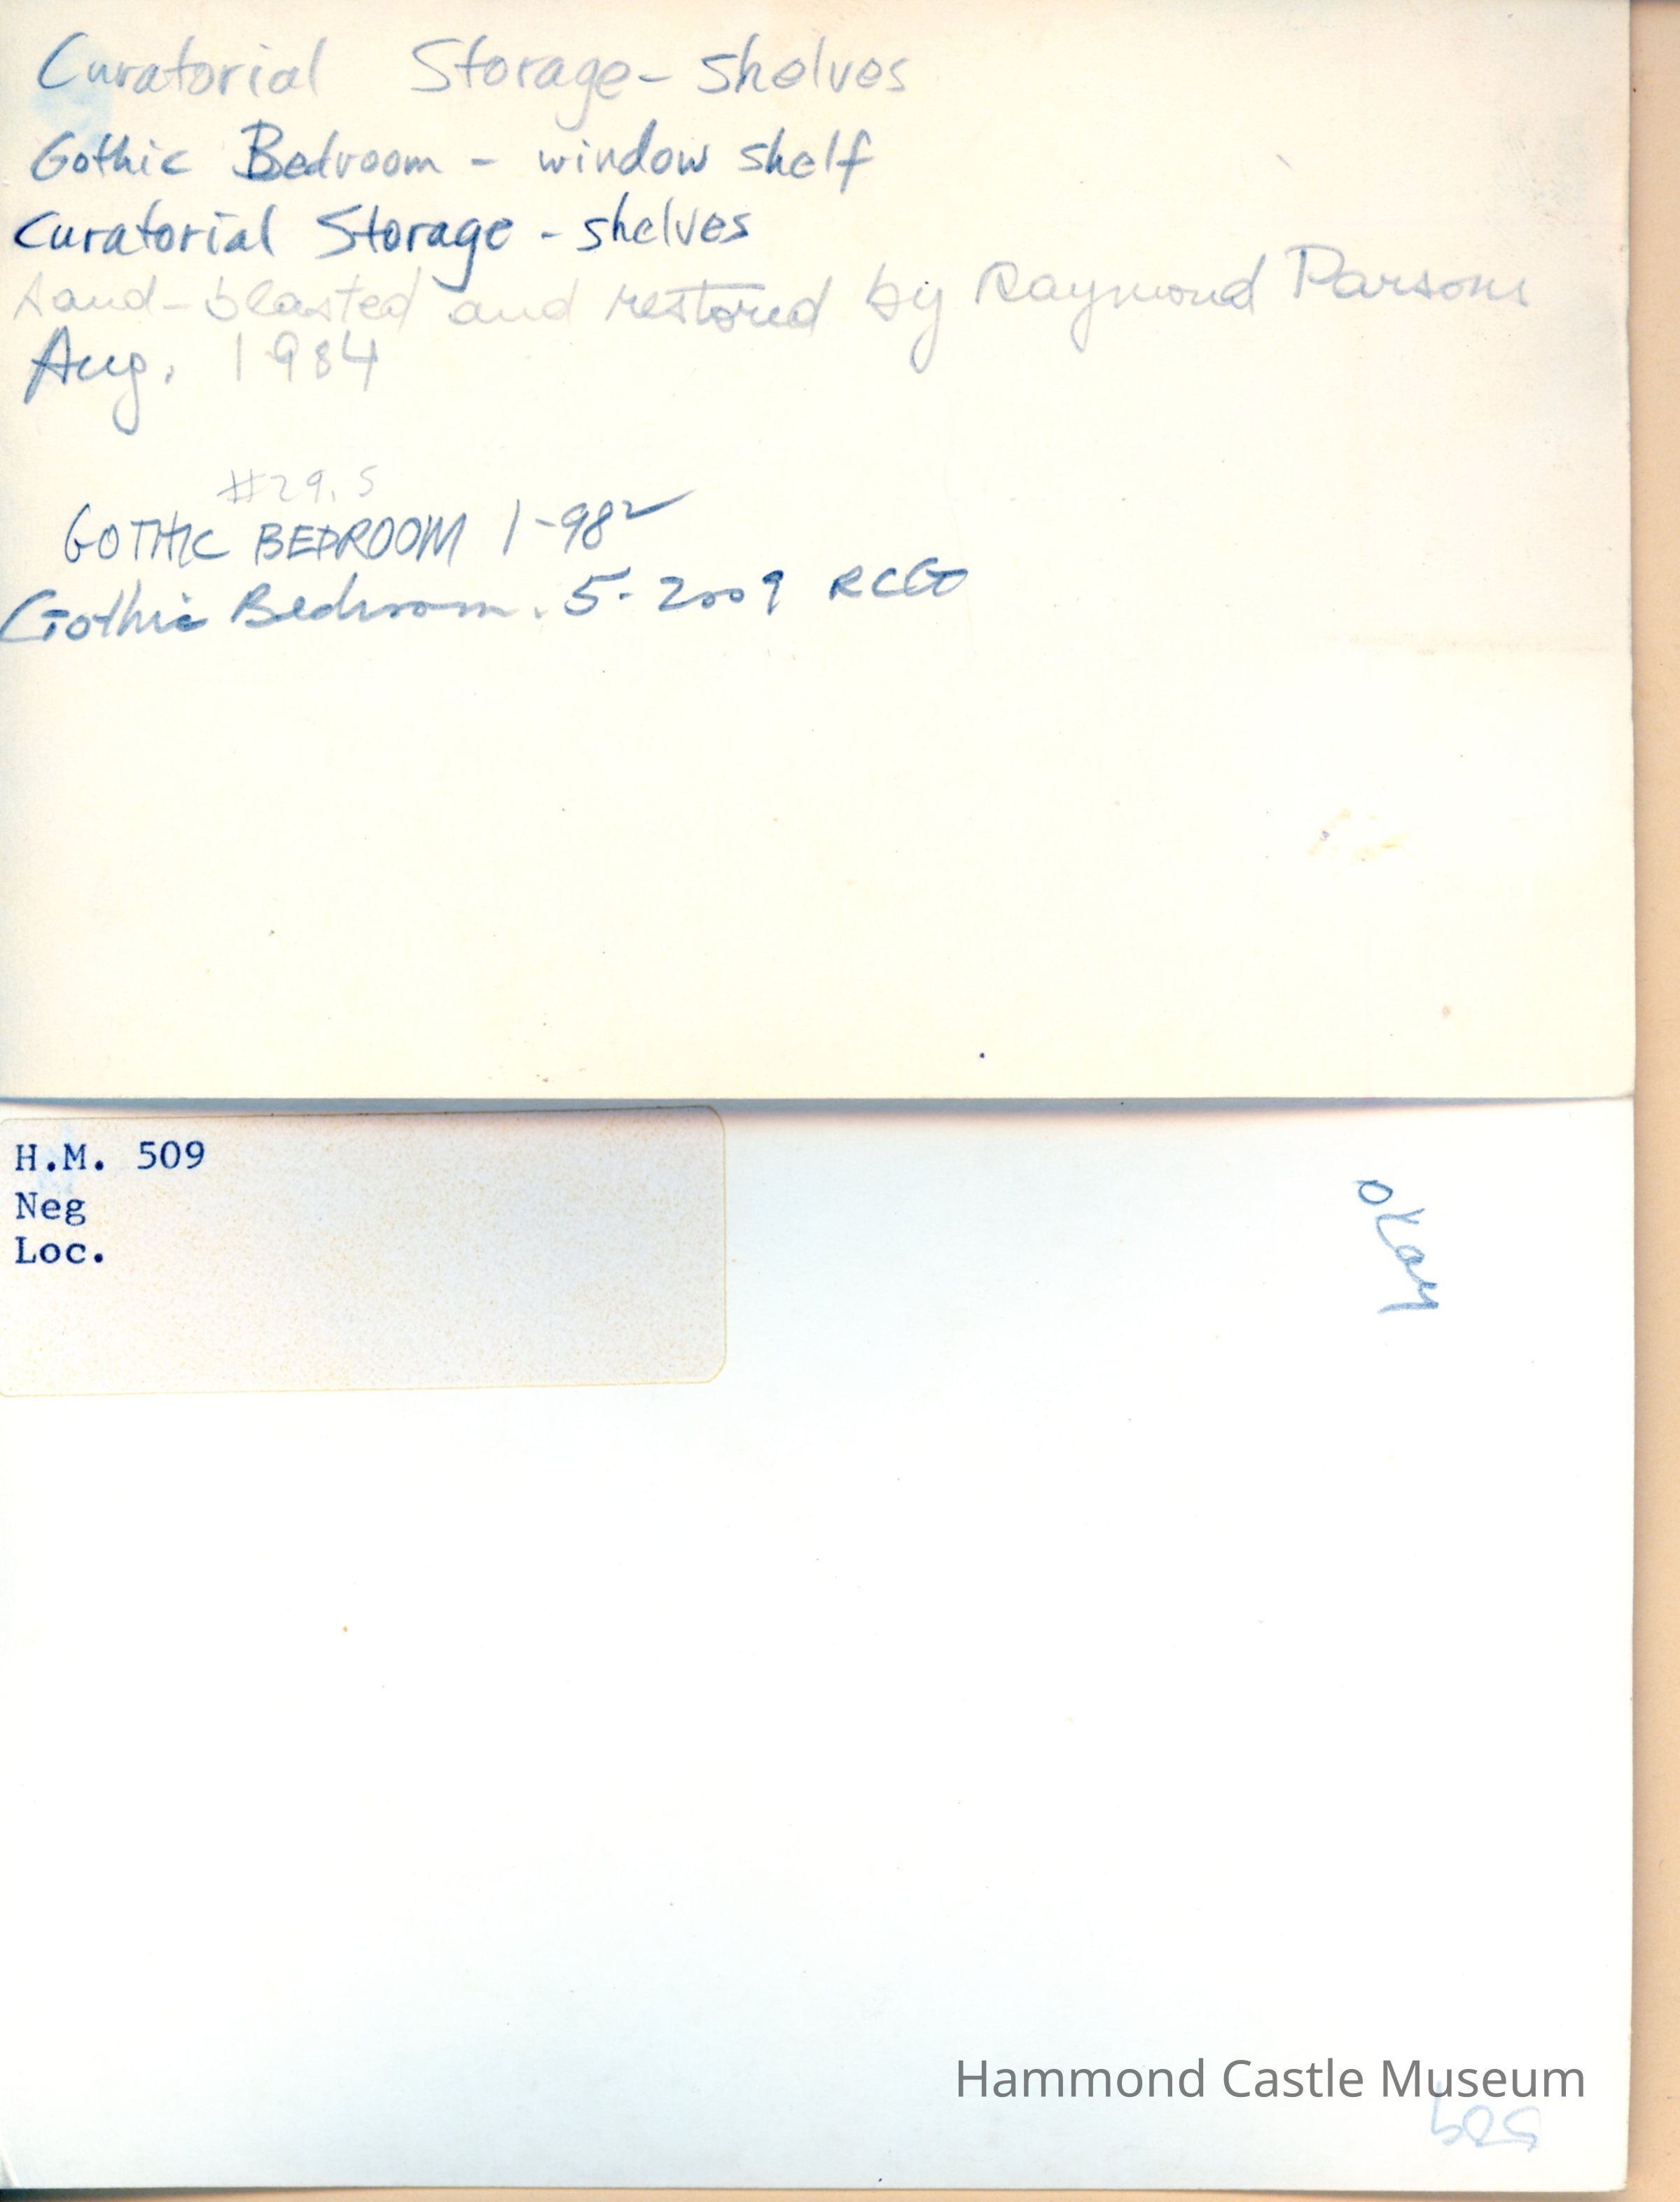 Curatorial Storage- shelves
Gothic Bedroom - window shelf
Curatorial Storage - shelves
Sand-blasted and restored by Raymond Parsons
Aug. 1984
#29.5
GOTHIC BEDROOM 1-98✓
Gothic Bedroom. 5-2009 RCG
H.M. 509
Neg
Loc.
okay
Hammond Castle Museum
509